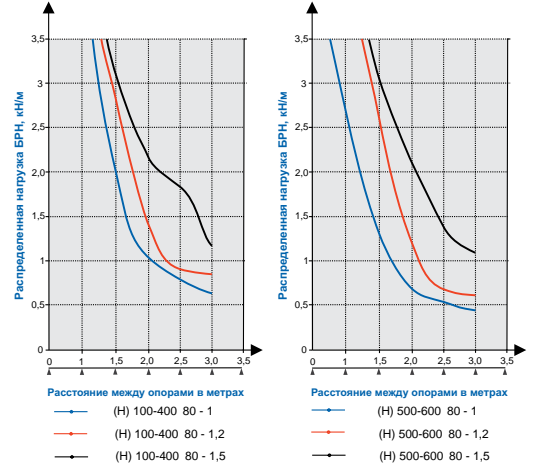 Распределенная нагрузка БРН, кН/м
3,5
3
2,5
2,0
1,5
1
0,5
0
0 1 1,5 2,0 2,5 3,0 3,5
Расстояние между опорами в метрах
(Н) 100-400 80 - 1
(Н) 100-400 80 - 1,2
(Н) 100-400 80 - 1,5
Распределенная нагрузка БРН, кН/м
3,5
3
2,5
2,0
1,5
1
0,5
0
0 1 1,5 2,0 2,5 3,0 3,5
Расстояние между опорами в метрах
(Н) 500-600 80 - 1
(Н) 500-600 80 - 1,2
(Н) 500-600 80 - 1,5